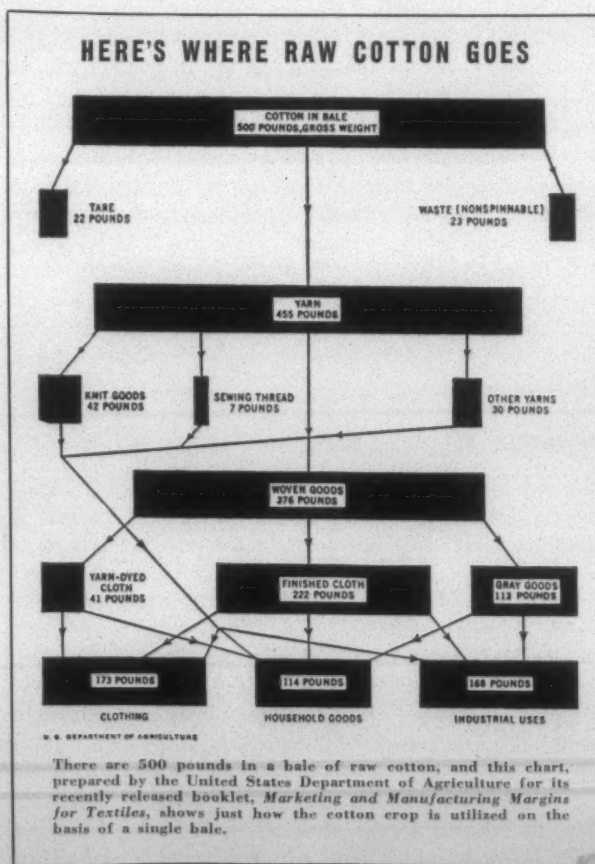 HERE'S WHERE RAW COTTON GOES
COTTON IN BALE
500 POUNDS, GROSS WEIGHT
TARE
22 POUNDS
WASTE (NONSPINNABLE)
23 POUNDS
YARN
455 POUNDS
KNIT GOODS
42 POUNDS
SEWING THREAD
7 POUNDS
OTHER YARNS
30 POUNDS
WOVEN GOODS
376 POUNDS
YARN-DYED
CLOTH
41 POUNDS
FINISHED CLOTH
222 POUNDS
GRAY GOODS
113 POUNDS
173 POUNDS
114 POUNDS
168 POUNDS
CLOTHING
HOUSEHOLD GOODS
INDUSTRIAL USES
U. S. DEPARTMENT OF AGRICULTURE
There are 500 pounds in a bale of raw cotton, and this chart,
prepared by the United States Department of Agriculture for its
recently released booklet, Marketing and Manufacturing Margins
for Textiles, shows just how the cotton crop is utilized on the
basis of a single bale.